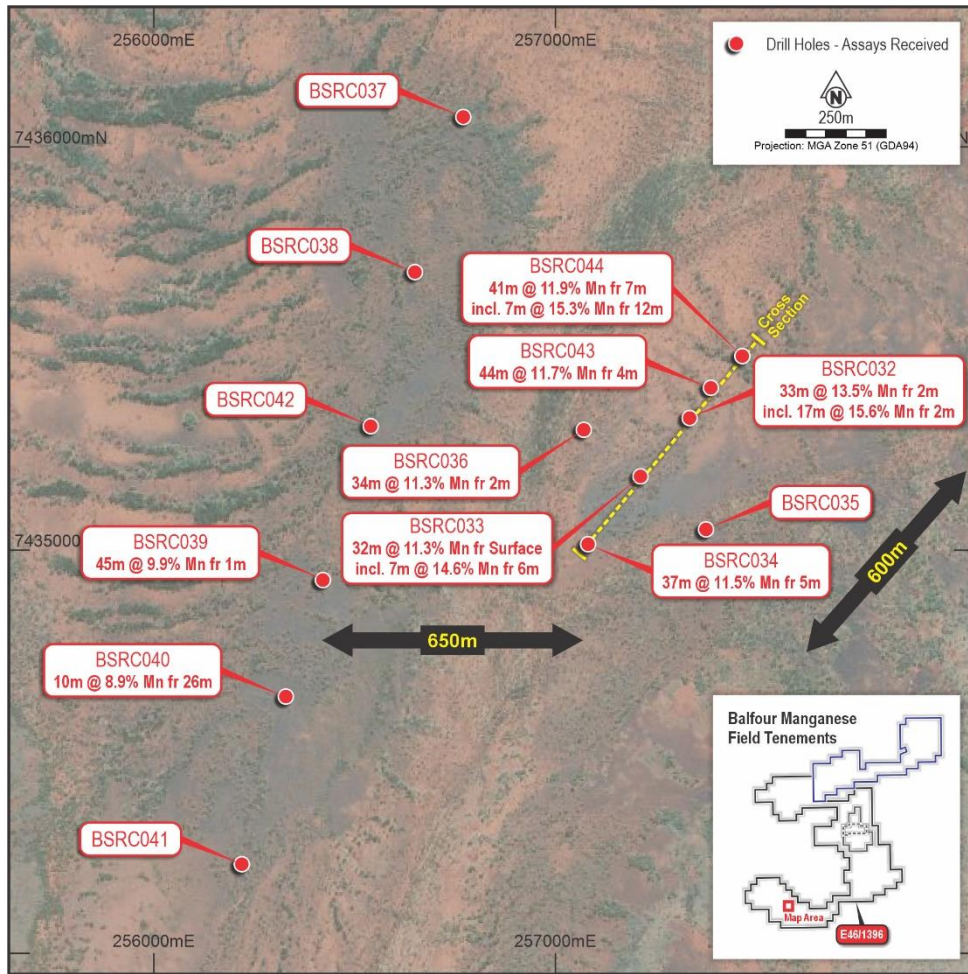 256000mE
257000mE
Drill Holes - Assays Received
N
250m
Projection: MGA Zone 51 (GDA94)
BSRC037
7436000mN
N
BSRC038
BSRC044
41m @ 11.9% Mn fr 7m
incl. 7m @ 15.3% Mn fr 12m
Cross
Section
BSRC043
44m @ 11.7% Mn fr 4m
BSRC032
33m @ 13.5% Mn fr 2m
incl. 17m @ 15.6% Mn fr 2m
BSRC042
BSRC036
34m @ 11.3% Mn fr 2m
BSRC035
BSRC033
32m @ 11.3% Mn fr Surface
incl. 7m @ 14.6% Mn fr 6m
7435000mN
BSRC039
45m @ 9.9% Mn fr 1m
BSRC034
37m @ 11.5% Mn fr 5m
600m
650m
BSRC040
10m @ 8.9% Mn fr 26m
Balfour Manganese
Field Tenements
Map Area
E46/1396
BSRC041
256000mE
257000mE